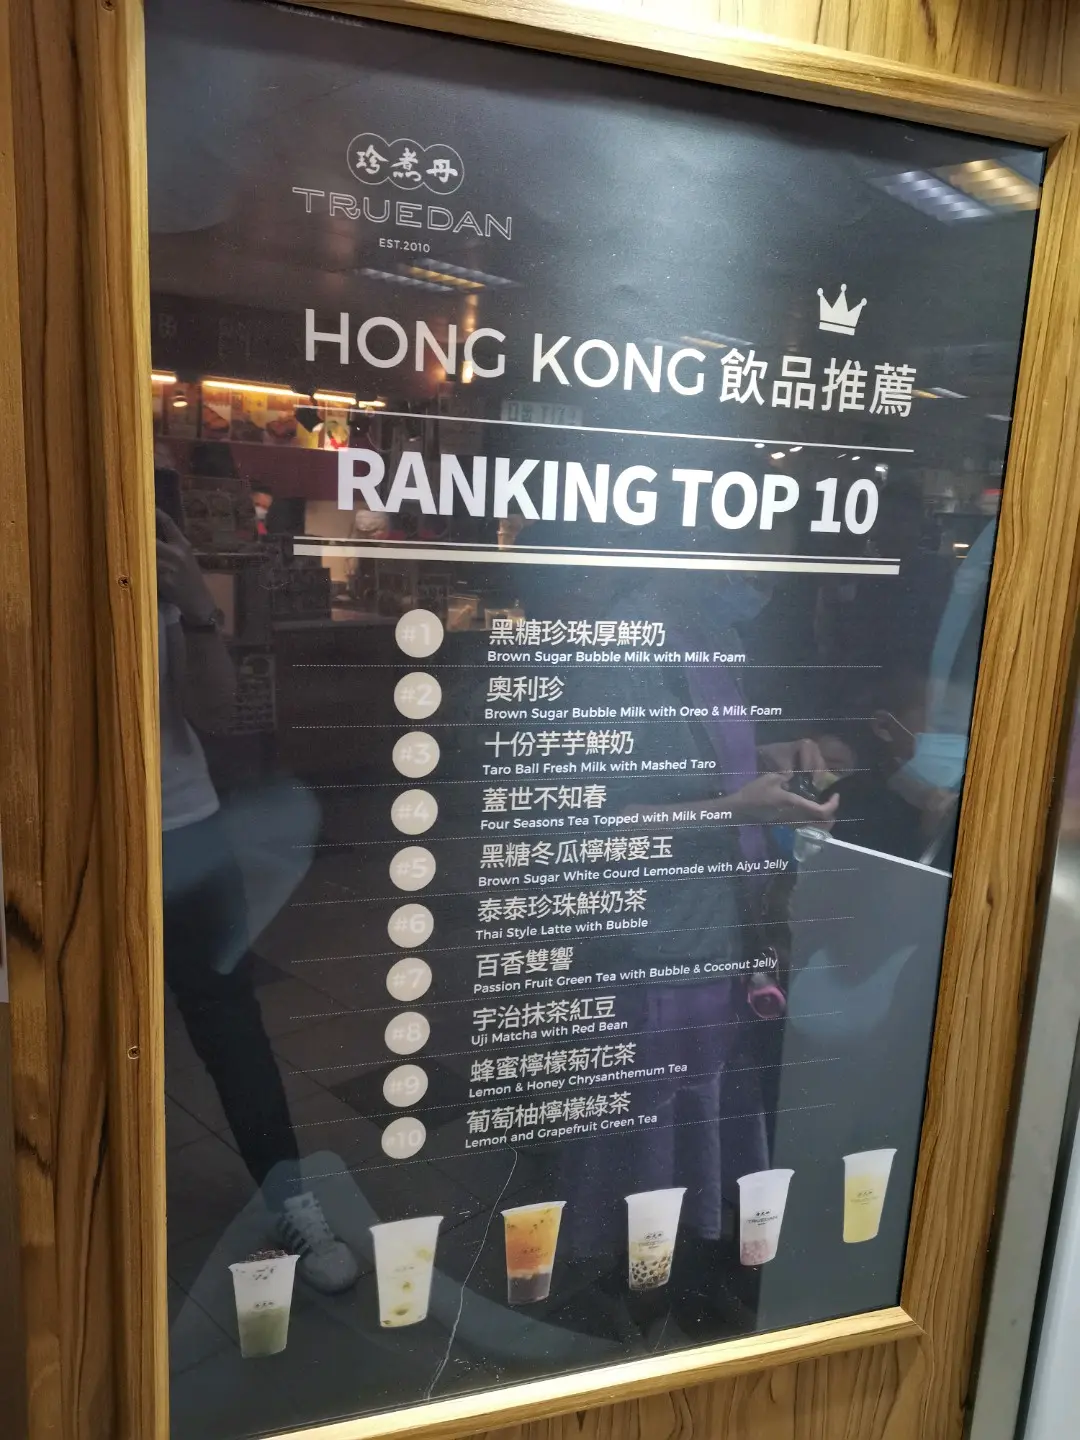 珍煮丹
TRUEDAN
EST.2010
HONG KONG 飲品推薦
RANKING TOP 10
#1 黑糖珍珠厚鮮奶
Brown Sugar Bubble Milk with Milk Foam
#2 奧利珍
Brown Sugar Bubble Milk with Oreo & Milk Foam
#3 十份芋芋鮮奶
Taro Ball Fresh Milk with Mashed Taro
#4 蓋世不知春
Four Seasons Tea Topped with Milk Foam
#5 黑糖冬瓜檸檬愛玉
Brown Sugar White Gourd Lemonade with Aiyu Jelly
#6 泰泰珍珠鮮奶茶
Thai Style Latte with Bubble
#7 百香雙響
Passion Fruit Green Tea with Bubble & Coconut Jelly
#8 宇治抹茶紅豆
Uji Matcha with Red Bean
#9 蜂蜜檸檬菊花茶
Lemon & Honey Chrysanthemum Tea
#10 葡萄柚檸檬綠茶
Lemon and Grapefruit Green Tea